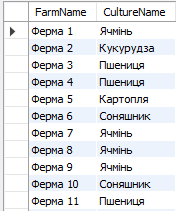 FarmName CultureName
Ферма 1 Ячмінь
Ферма 2 Кукурудза
Ферма 3 Пшениця
Ферма 4 Пшениця
Ферма 5 Картопля
Ферма 6 Соняшник
Ферма 7 Ячмінь
Ферма 8 Ячмінь
Ферма 9 Ячмінь
Ферма 10 Соняшник
Ферма 11 Пшениця